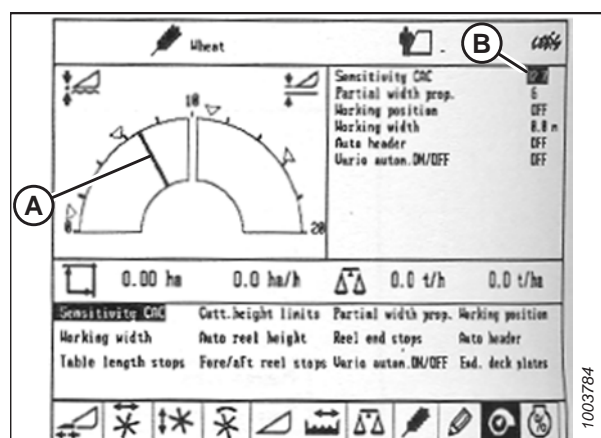 Wheat
B
A
Sensitivity CAC
Partial width prop. 6
Working position OFF
Working width 0.0 m
Auto header OFF
Vario autom.ON/OFF OFF
10
0
20
0.00 ha 0.0 ha/h 0.0 t/h 0.0 t/ha
Sensitivity CAC Cutt.height limits Partial width prop. Working position
Working width Auto reel height Reel end stops Auto header
Table length stops Fore/aft reel stops Vario autom.ON/OFF End. deck plates
%
1003784